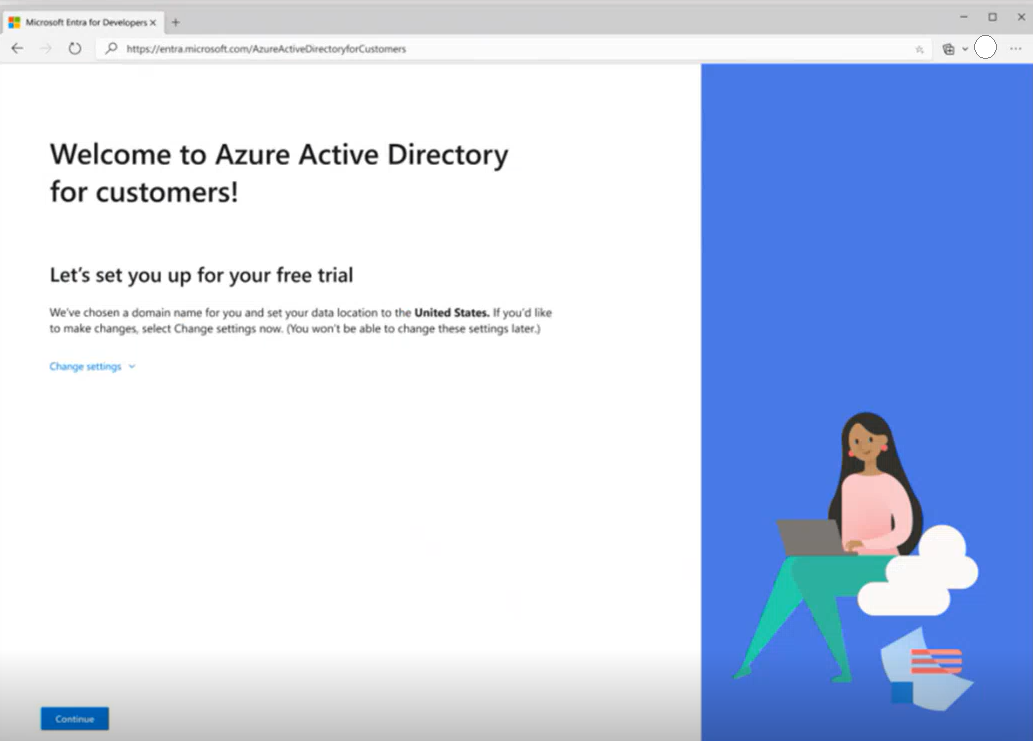 Microsoft Entra for Developers
https://entra.microsoft.com/AzureActiveDirectoryforCustomers
Welcome to Azure Active Directory
for customers!
Let's set you up for your free trial
We've chosen a domain name for you and set your data location to the United States. If you'd like
to make changes, select Change settings now. (You won't be able to change these settings later.)
Change settings
Continue